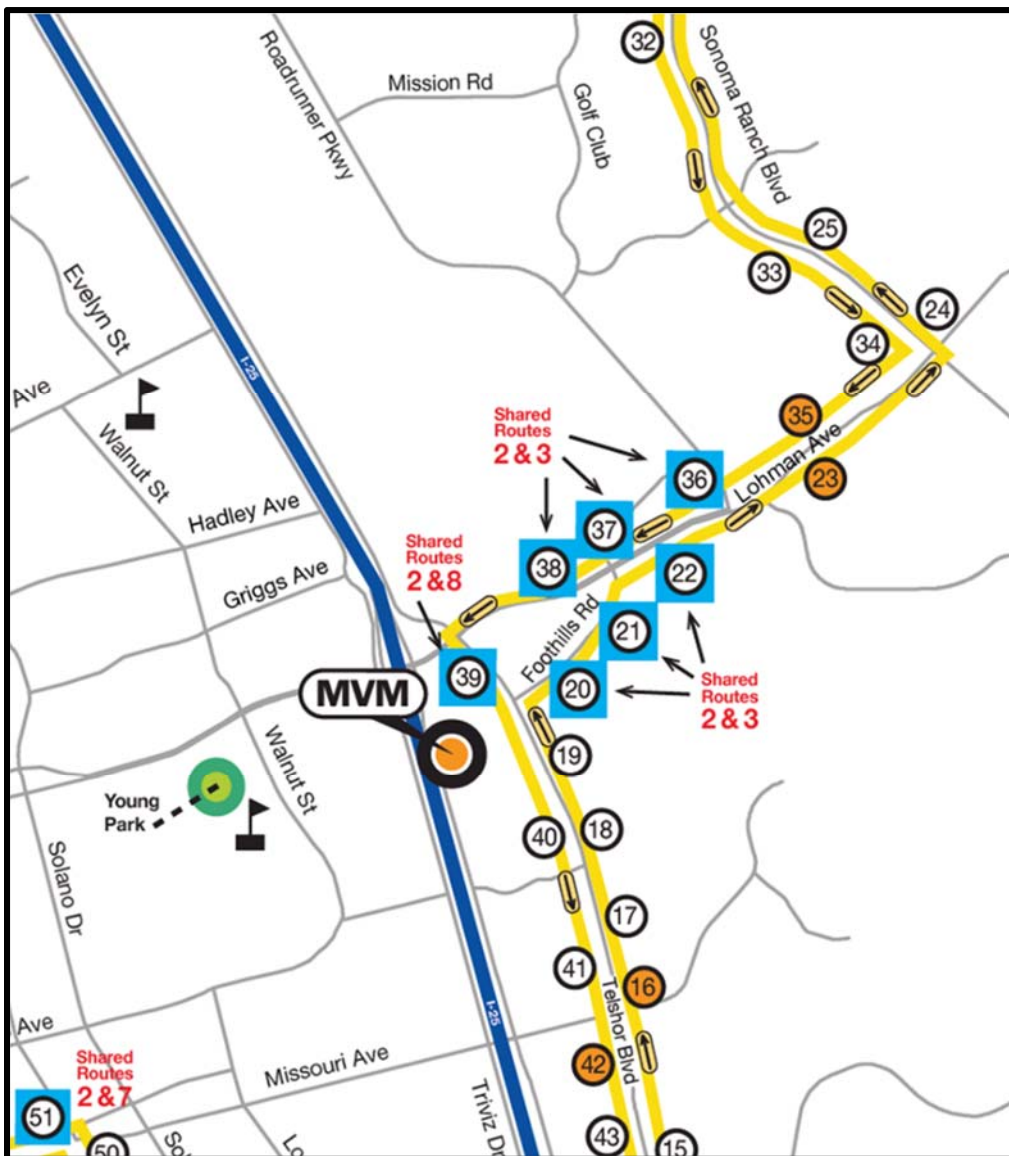 32
Sonoma Ranch Blvd
Roadrunner Pkwy
Mission Rd
Golf Club
25
33
24
34
Evelyn St
I-25
Ave
35
Shared
Routes
2 & 3
Walnut St
36
Lohman Ave
23
Hadley Ave
37
Shared
Routes
2 & 8
38
22
Griggs Ave
Foothills Rd
21
39
20
Shared
Routes
2 & 3
MVM
19
Walnut St
Young
Park
18
40
Solano Dr
17
41
16
Telshor Blvd
I-25
Ave
Missouri Ave
42
Shared
Routes
2 & 7
51
Triviz Dr
43
15
50